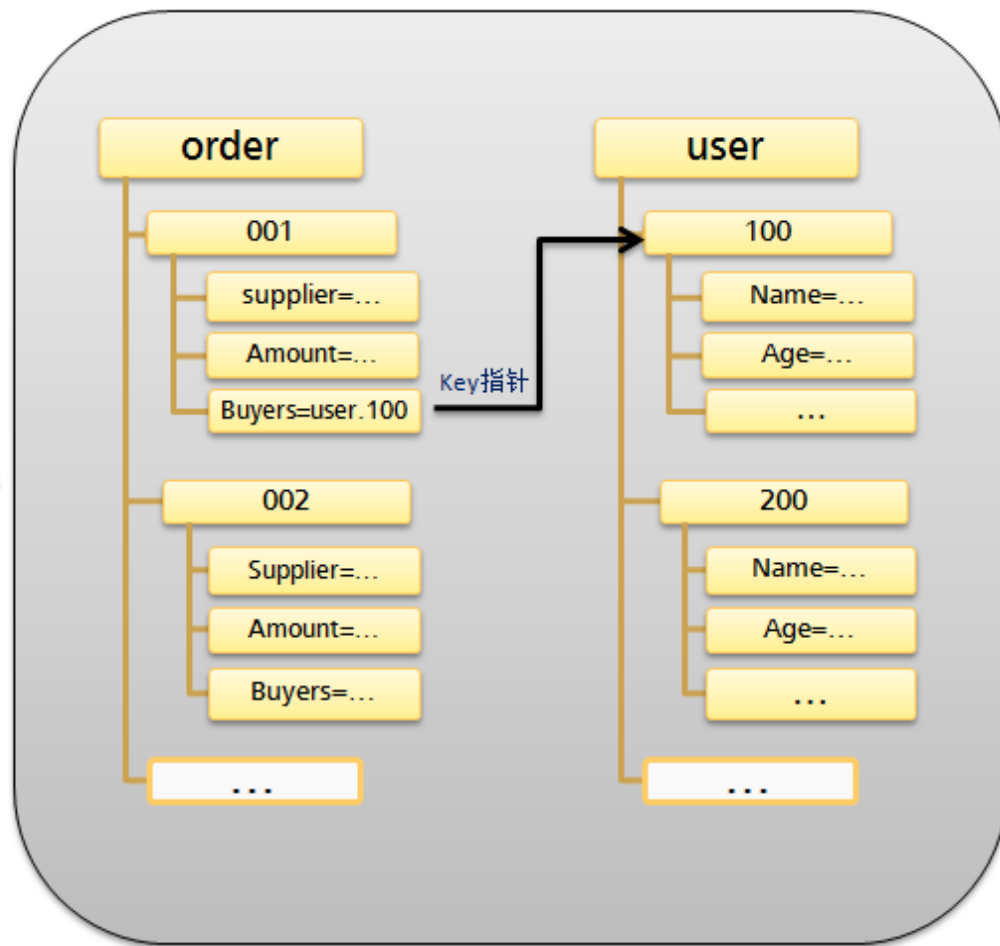 order
001
supplier=...
Amount=...
Buyers=user.100
002
Supplier=...
Amount=...
Buyers=...
...
Key指针
user
100
Name=...
Age=...
...
200
Name=...
Age=...
...
...